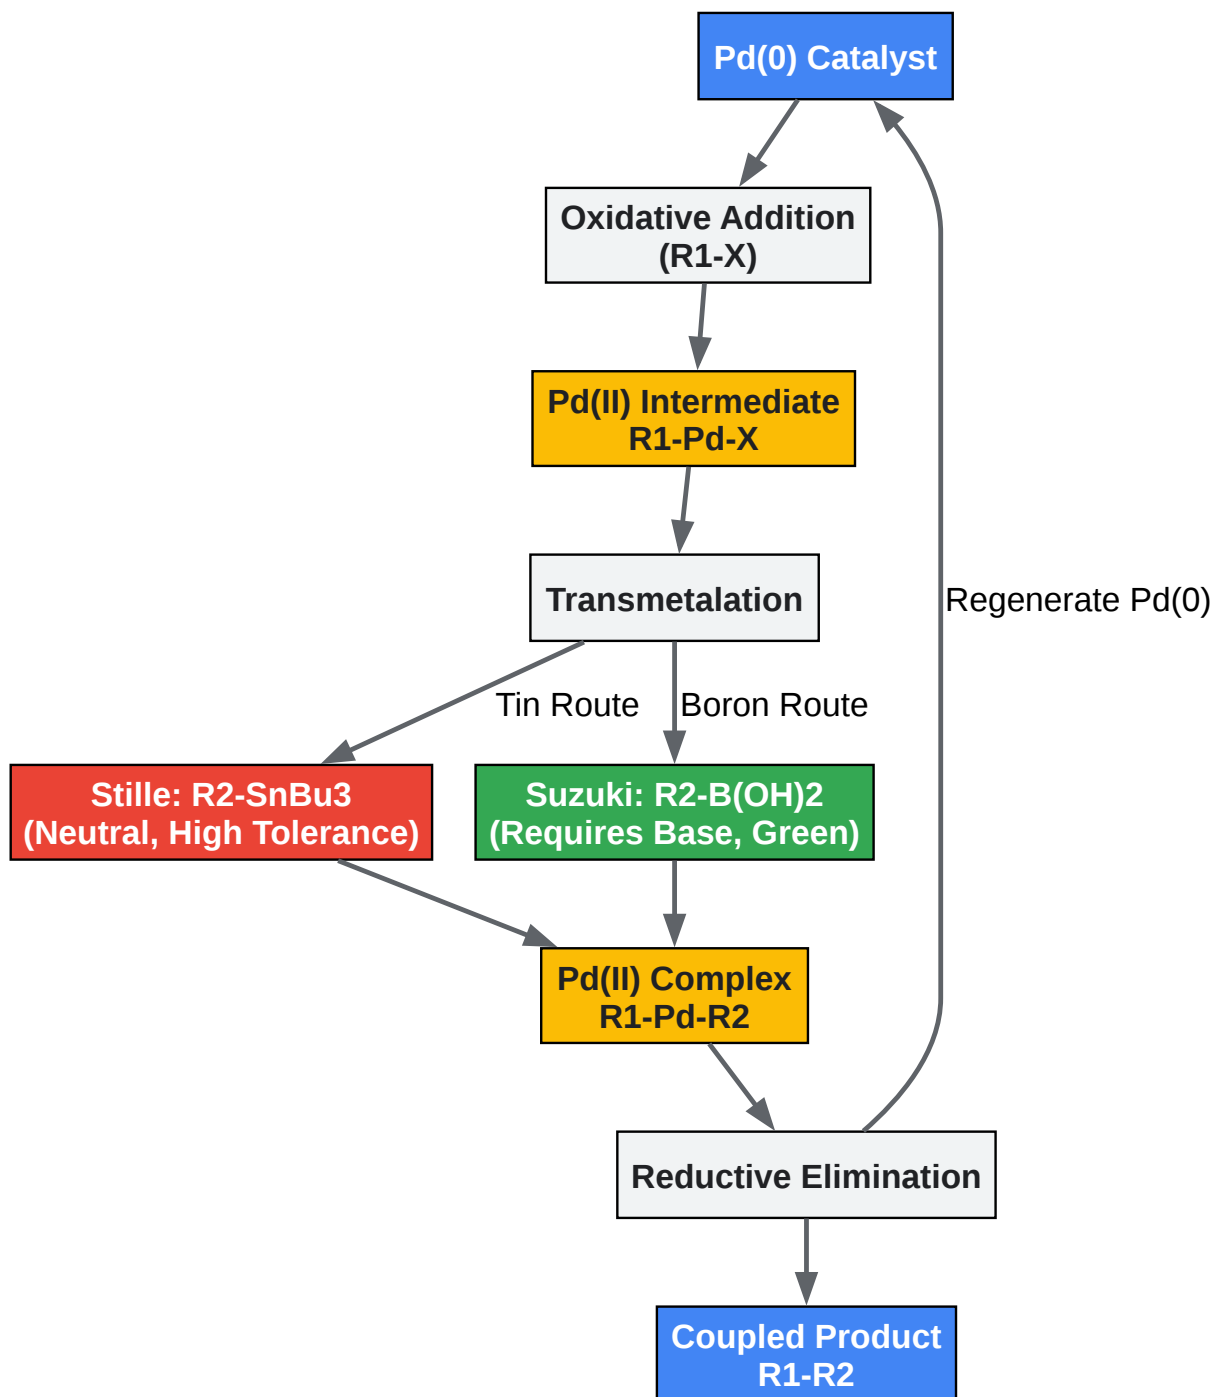 Pd(0) Catalyst
Oxidative Addition
(R1-X)
Pd(II) Intermediate
R1-Pd-X
Transmetalation
Regenerate Pd(0)
Tin Route
Boron Route
Stille: R2-SnBu3
(Neutral, High Tolerance)
Suzuki: R2-B(OH)2
(Requires Base, Green)
Pd(II) Complex
R1-Pd-R2
Reductive Elimination
Coupled Product
R1-R2